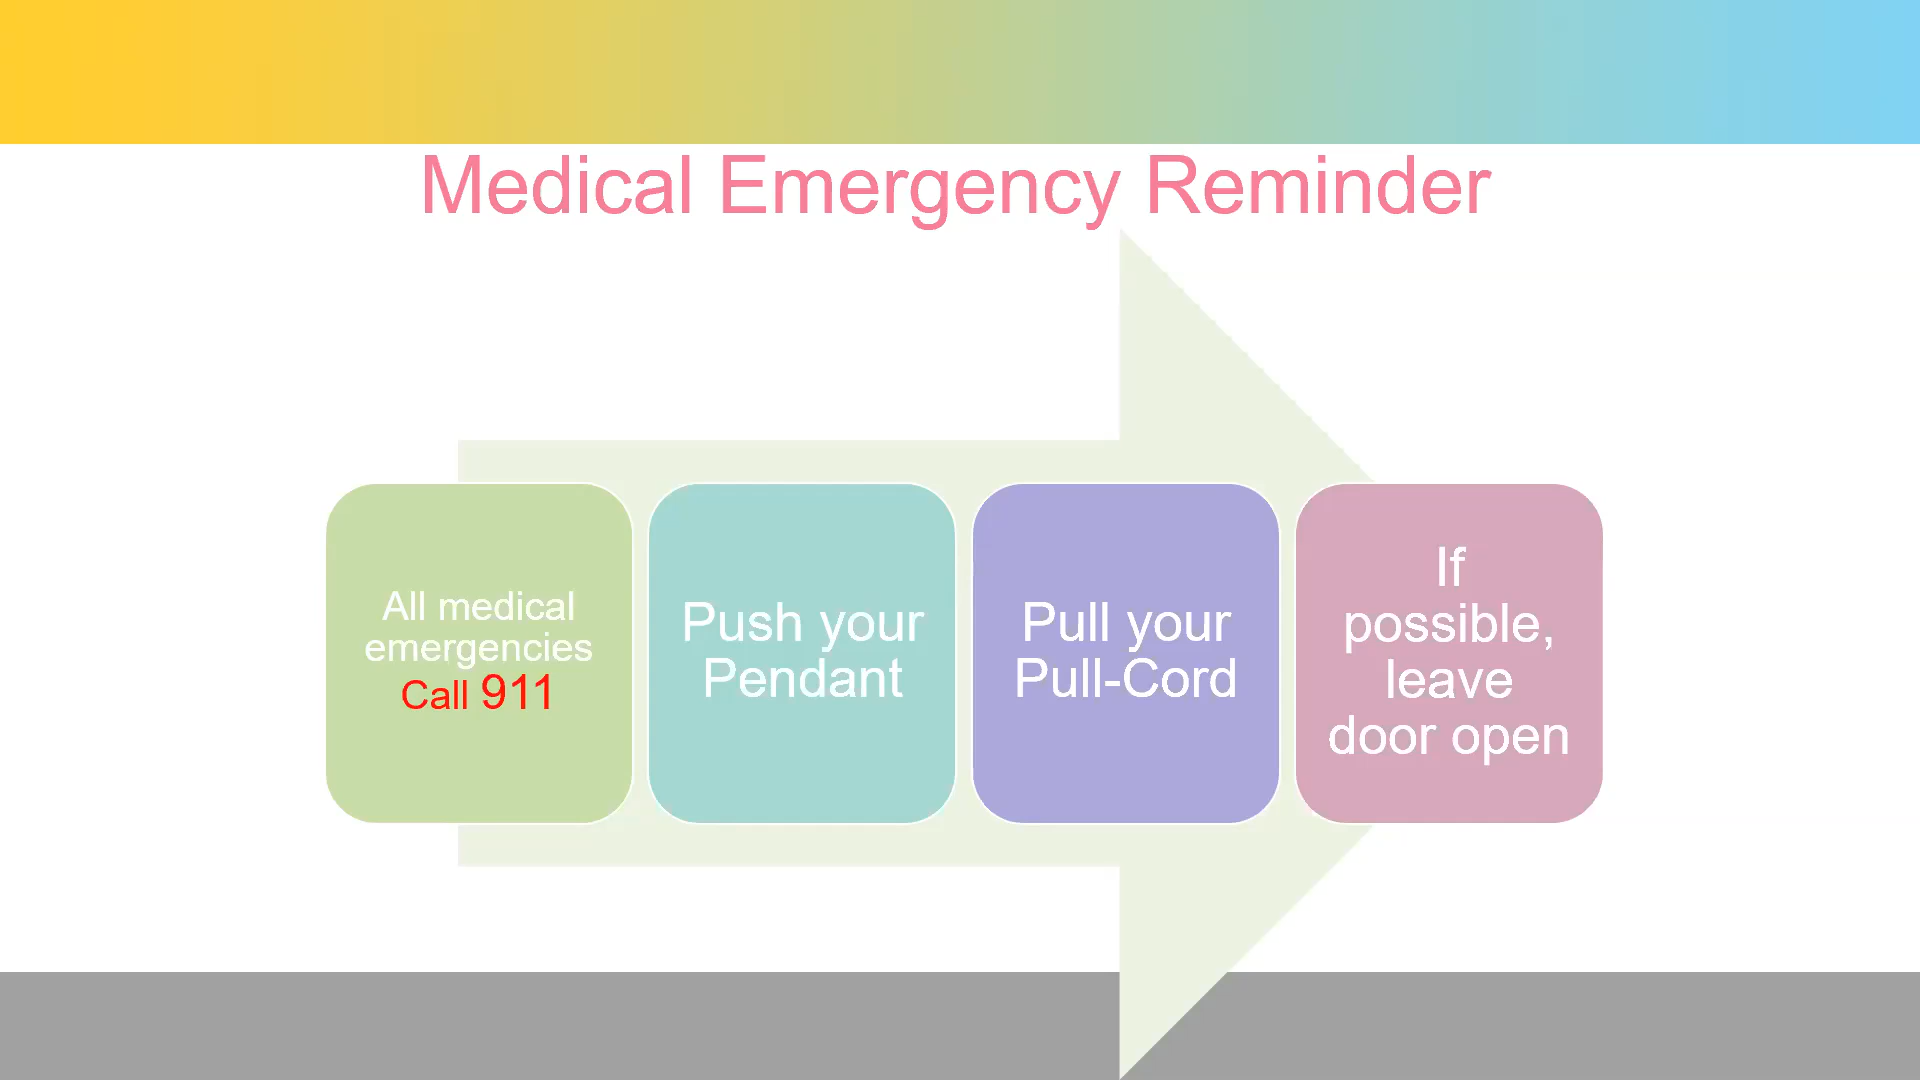 Medical Emergency Reminder
All medical
emergencies
Call 911
Push your
Pendant
Pull your
Pull-Cord
If
possible,
leave
door open